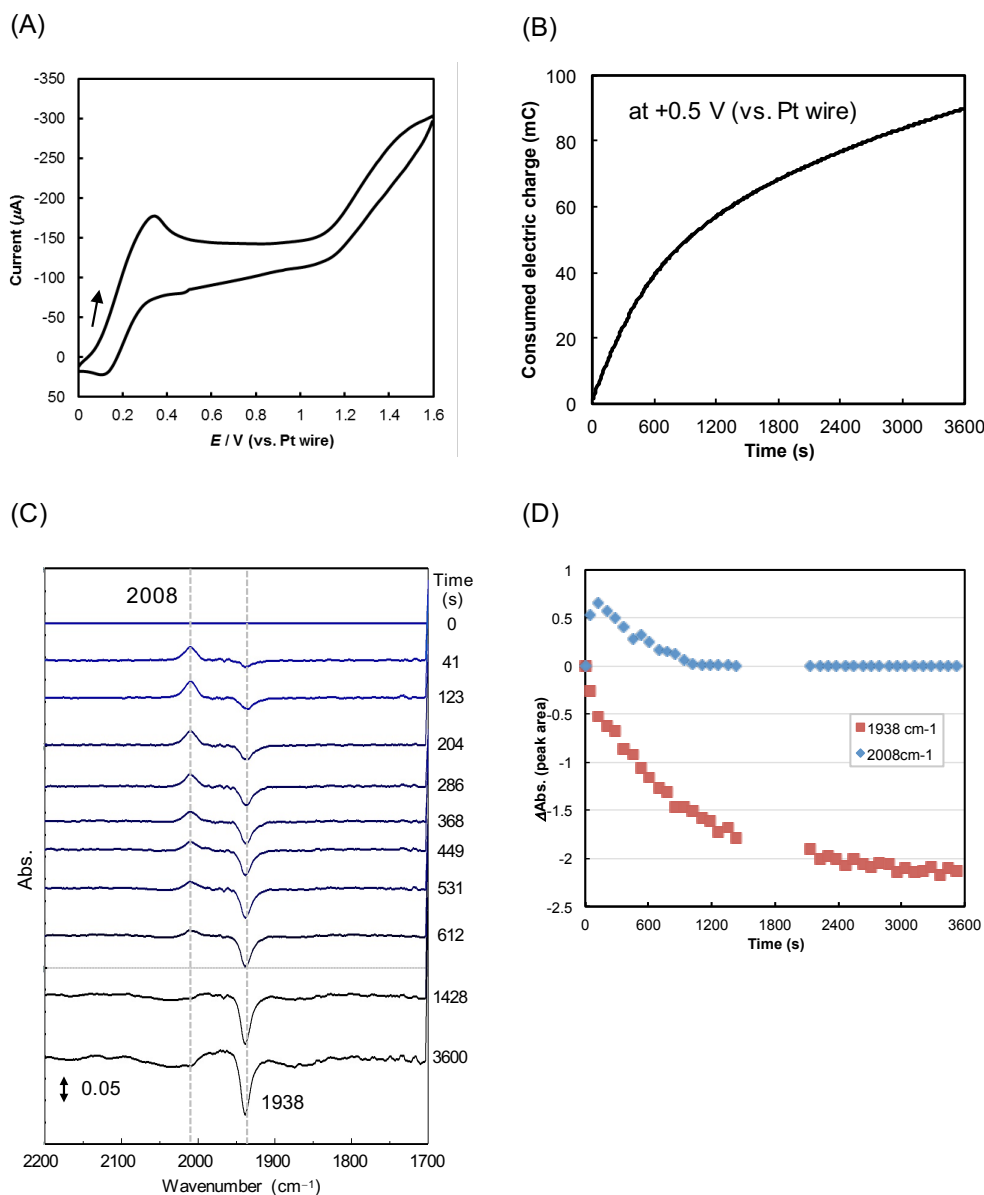 (A)
-350
-300
-250
-200
-150
-100
-50
0
50
Current (μA)
0 0.2 0.4 0.6 0.8 1 1.2 1.4 1.6
E / V (vs. Pt wire)
(B)
at +0.5 V (vs. Pt wire)
100
80
60
40
20
0
Consumed electric charge (mC)
0 600 1200 1800 2400 3000 3600
Time (s)
(C)
Time
(s)
2008
0
41
123
204
286
368
449
531
612
1428
3600
0.05
1938
Abs.
2200 2100 2000 1900 1800 1700
Wavenumber (cm⁻¹)
(D)
1
0.5
0
-0.5
-1
-1.5
-2
-2.5
ΔAbs. (peak area)
1938 cm-1
2008cm-1
0 600 1200 1800 2400 3000 3600
Time (s)